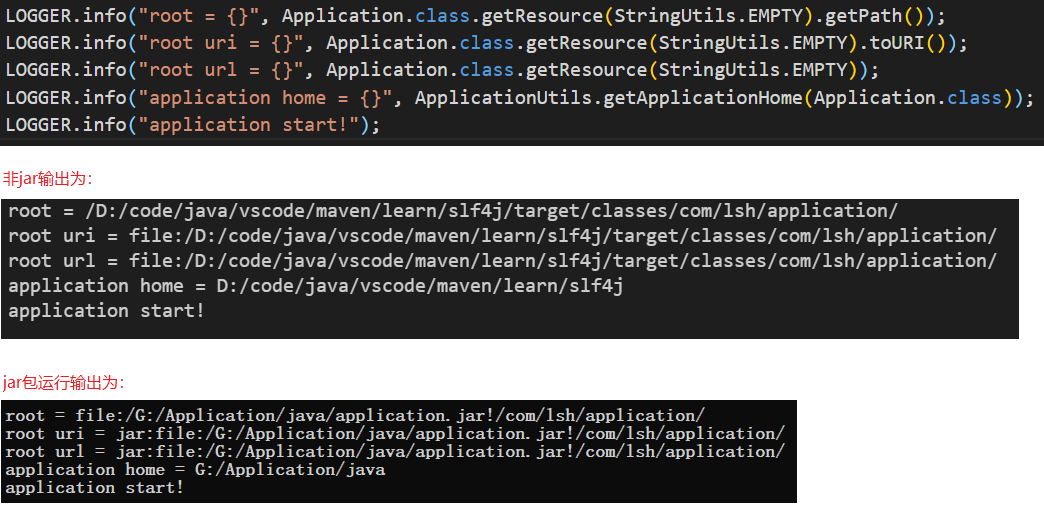 LOGGER.info("root = {}", Application.class.getResource(StringUtils.EMPTY).getPath());
LOGGER.info("root uri = {}", Application.class.getResource(StringUtils.EMPTY).toURI());
LOGGER.info("root url = {}", Application.class.getResource(StringUtils.EMPTY));
LOGGER.info("application home = {}", ApplicationUtils.getApplicationHome(Application.class));
LOGGER.info("application start!");
非jar输出为：
root = /D:/code/java/vscode/maven/learn/slf4j/target/classes/com/lsh/application/
root uri = file:/D:/code/java/vscode/maven/learn/slf4j/target/classes/com/lsh/application/
root url = file:/D:/code/java/vscode/maven/learn/slf4j/target/classes/com/lsh/application/
application home = D:/code/java/vscode/maven/learn/slf4j
application start!
jar包运行输出为：
root = file:/G:/Application/java/application.jar!/com/lsh/application/
root uri = jar:file:/G:/Application/java/application.jar!/com/lsh/application/
root url = jar:file:/G:/Application/java/application.jar!/com/lsh/application/
application home = G:/Application/java
application start!